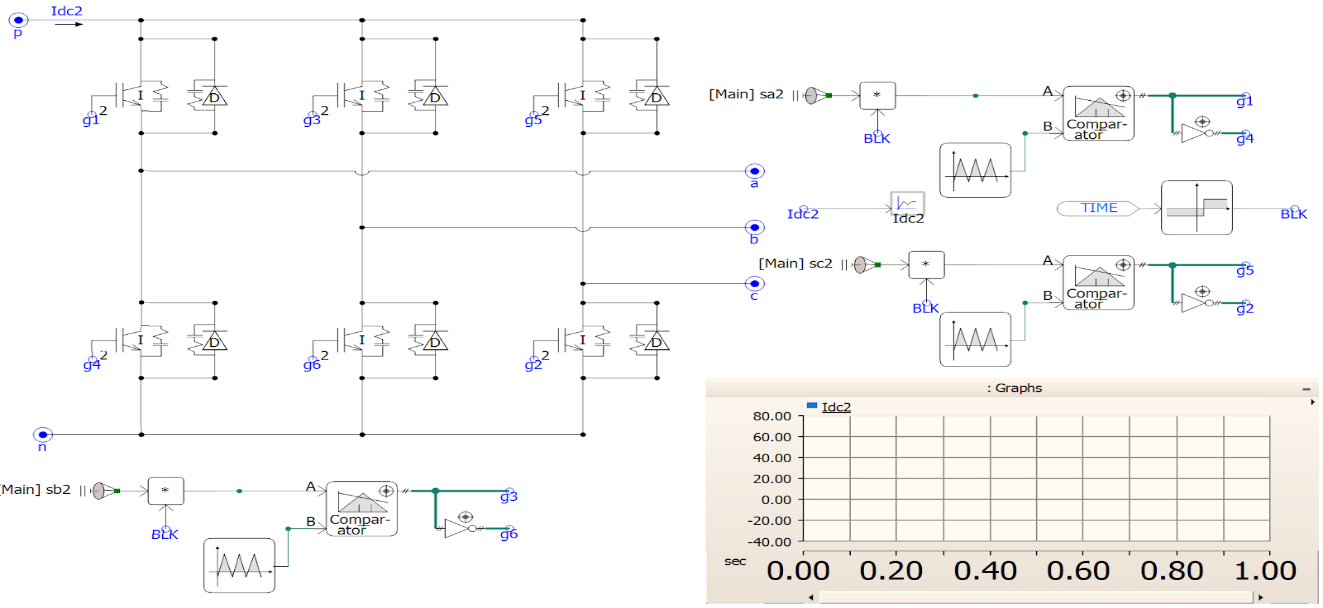 Idc2
P
I D I D I D
g1 2 g3 2 g5 2
a
b
c
I D I D I D
g4 2 g6 2 g2 2
n
[Main] sa2
*
BLK
A
B
Compar-
ator
g1
g4
Idc2
Idc2
TIME
BLK
[Main] sc2
*
BLK
A
B
Compar-
ator
g5
g2
[Main] sb2
*
BLK
A
B
Compar-
ator
g3
g6
: Graphs
Idc2
80.00
60.00
40.00
20.00
0.00
-20.00
-40.00
sec 0.00 0.20 0.40 0.60 0.80 1.00